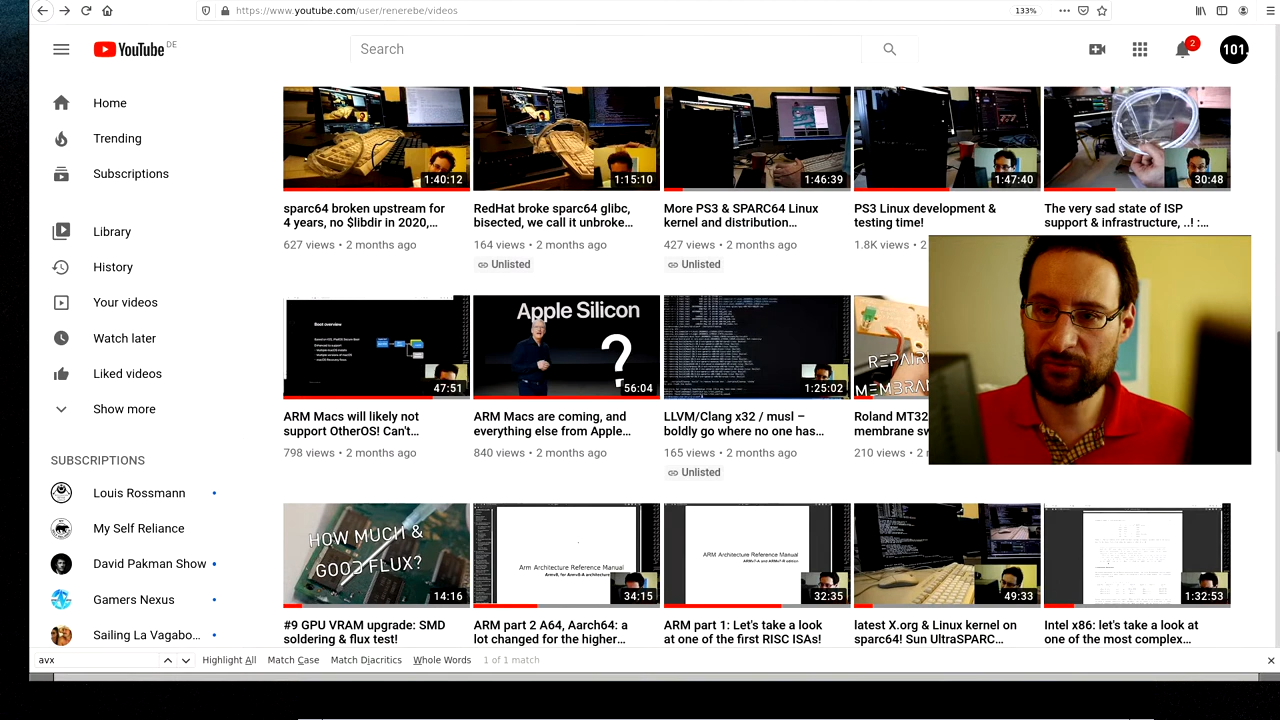 https://www.youtube.com/user/renerebe/videos
133%
YouTube DE
Search
2
101.
Home
Trending
Subscriptions
Library
History
Your videos
Watch later
Liked videos
Show more
SUBSCRIPTIONS
Louis Rossmann
My Self Reliance
David Pakman Show
Gamers Nexus
Sailing La Vagabo...
1:40:12
1:15:10
1:46:39
1:47:40
30:48
sparc64 broken upstream for
4 years, no $libdir in 2020,...
627 views • 2 months ago
RedHat broke sparc64 glibc,
bisected, we call it unbroke...
164 views • 2 months ago
Unlisted
More PS3 & SPARC64 Linux
kernel and distribution...
427 views • 2 months ago
Unlisted
PS3 Linux development &
testing time!
1.8K views • 2
The very sad state of ISP
support & infrastructure, ..! :...
Boot overview
47:51
Apple Silicon
?
56:04
1:25:02
REPAIR
MEMBRA
ARM Macs will likely not
support OtherOS! Can't...
798 views • 2 months ago
ARM Macs are coming, and
everything else from Apple...
840 views • 2 months ago
LLVM/Clang x32 / musl –
boldly go where no one has...
165 views • 2 months ago
Unlisted
Roland MT32
membrane sw
210 views • 2
HOW MUCH &
GOOD FLUX?
14:16
Arm Architecture Reference Manual
34:15
ARM Architecture Reference Manual
32:35
49:33
1:32:53
#9 GPU VRAM upgrade: SMD
soldering & flux test!
ARM part 2 A64, Aarch64: a
lot changed for the higher...
ARM part 1: Let's take a look
at one of the first RISC ISAs!
latest X.org & Linux kernel on
sparc64! Sun UltraSPARC...
Intel x86: let's take a look at
one of the most complex...
avx
Highlight All
Match Case
Match Diacritics
Whole Words
1 of 1 match